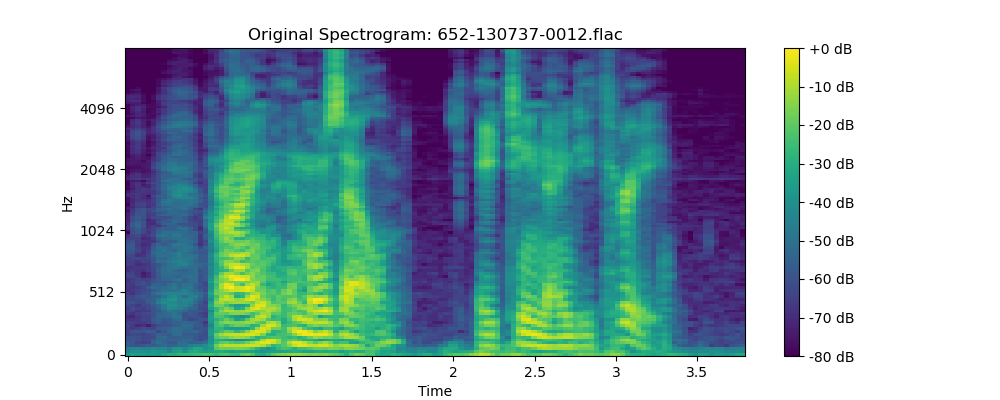 Original Spectrogram: 652-130737-0012.flac
Hz
4096
2048
1024
512
0
0 0.5 1 1.5 2 2.5 3 3.5
Time
+0 dB
-10 dB
-20 dB
-30 dB
-40 dB
-50 dB
-60 dB
-70 dB
-80 dB